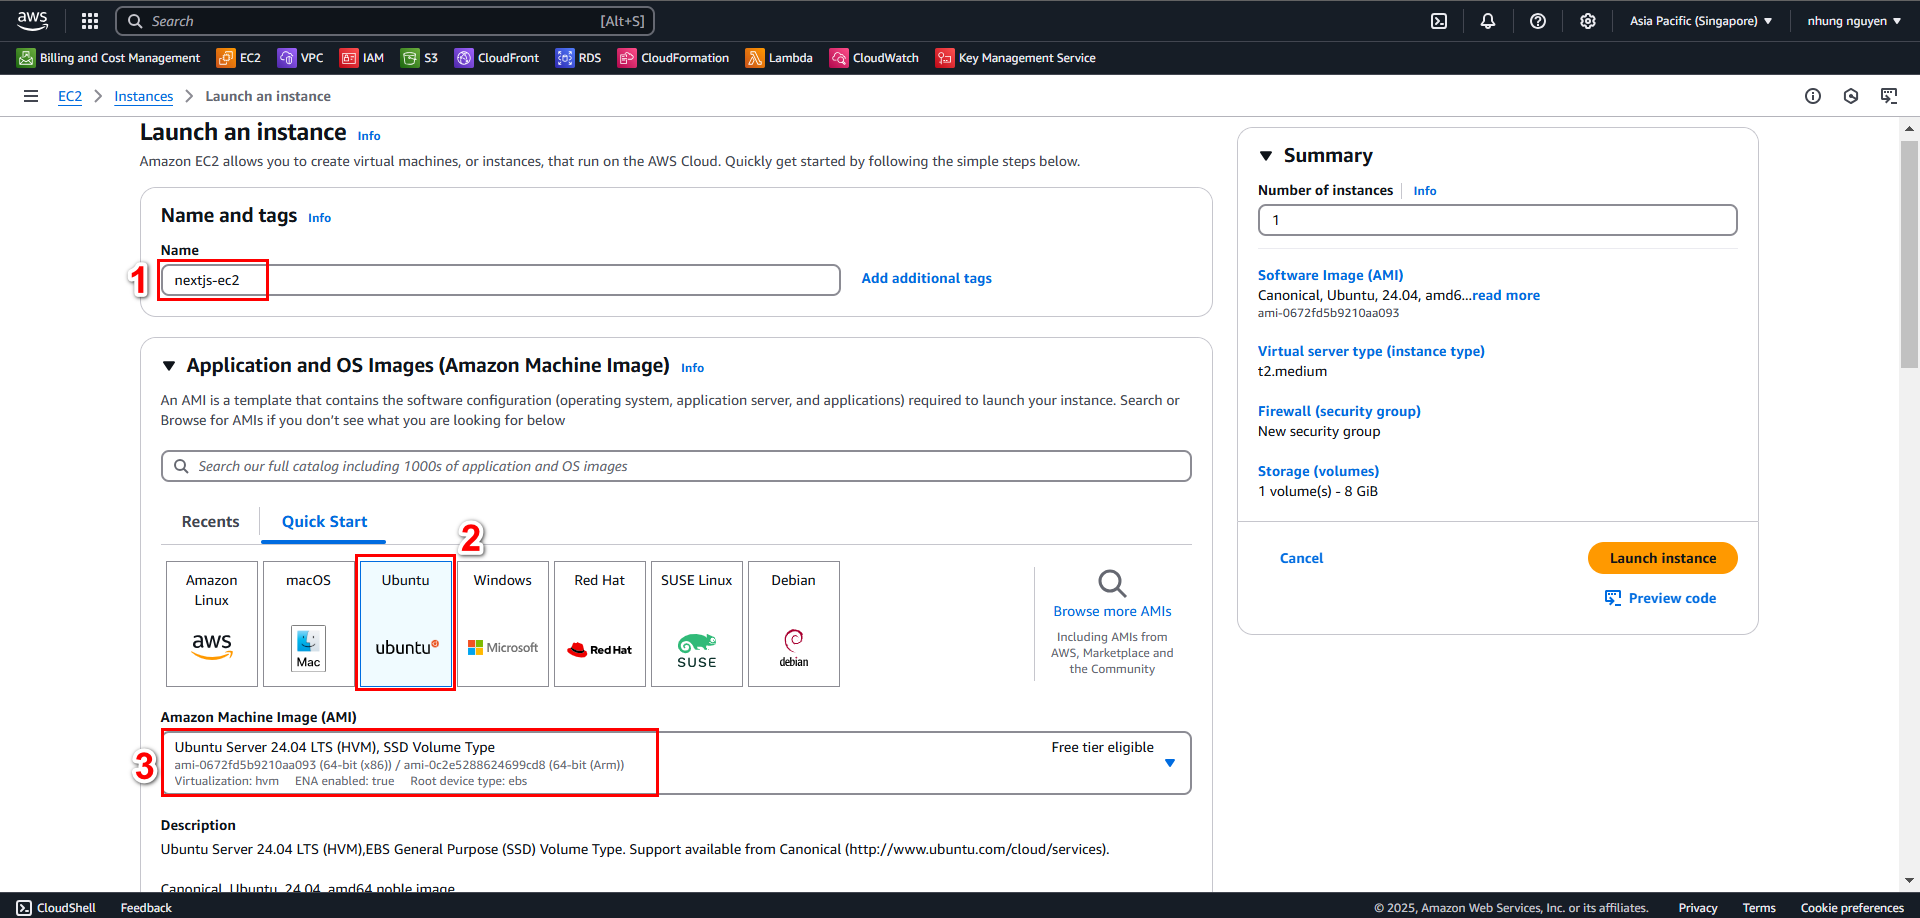 aws
Search [Alt+S]
Asia Pacific (Singapore)
nhung nguyen
Billing and Cost Management EC2 VPC IAM S3 CloudFront RDS CloudFormation Lambda CloudWatch Key Management Service
EC2 Instances Launch an instance
Launch an instance Info
Amazon EC2 allows you to create virtual machines, or instances, that run on the AWS Cloud. Quickly get started by following the simple steps below.
Name and tags Info
Name
1
nextjs-ec2
Add additional tags
Application and OS Images (Amazon Machine Image) Info
An AMI is a template that contains the software configuration (operating system, application server, and applications) required to launch your instance. Search or
Browse for AMIs if you don’t see what you are looking for below
Search our full catalog including 1000s of application and OS images
Recents Quick Start
2
Amazon
Linux
aws
macOS
Mac
Ubuntu
ubuntu
Windows
Microsoft
Red Hat
Red Hat
SUSE Linux
SUSE
Debian
debian
Browse more AMIs
Including AMIs from
AWS, Marketplace and
the Community
Amazon Machine Image (AMI)
3
Ubuntu Server 24.04 LTS (HVM), SSD Volume Type
ami-0672fd5b9210aa093 (64-bit (x86)) / ami-0c2e5288624699cd8 (64-bit (Arm))
Virtualization: hvm ENA enabled: true Root device type: ebs
Free tier eligible
Description
Ubuntu Server 24.04 LTS (HVM),EBS General Purpose (SSD) Volume Type. Support available from Canonical (http://www.ubuntu.com/cloud/services).
Canonical, Ubuntu, 24.04, amd64 noble image
Summary
Number of instances Info
1
Software Image (AMI)
Canonical, Ubuntu, 24.04, amd6...read more
ami-0672fd5b9210aa093
Virtual server type (instance type)
t2.medium
Firewall (security group)
New security group
Storage (volumes)
1 volume(s) - 8 GiB
Cancel
Launch instance
Preview code
CloudShell Feedback
© 2025, Amazon Web Services, Inc. or its affiliates. Privacy Terms Cookie preferences